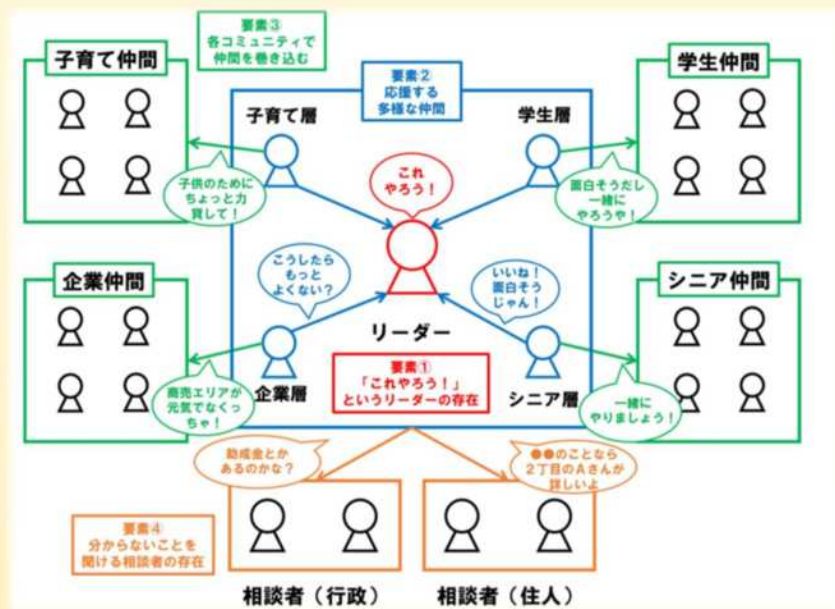 要素③
各コミュニティで
仲間を巻き込む
子育て仲間
学生仲間
要素②
応援する
多様な仲間
子育て層
学生層
これ
やろう！
子供のために
ちょっと力
貸して！
面白そうだし
一緒に
やろうや！
企業仲間
シニア仲間
こうしたら
もっと
よくない？
いいね！
面白そう
じゃん！
リーダー
企業層
シニア層
要素①
「これやろう！」
というリーダーの存在
商売エリアが
元気でなくっ
ちゃ！
一緒に
やりましょう！
助成金とか
あるのかな？
●●のことなら
２丁目のAさんが
詳しいよ
要素④
分からないことを
聞ける相談者の存在
相談者（行政）
相談者（住人）